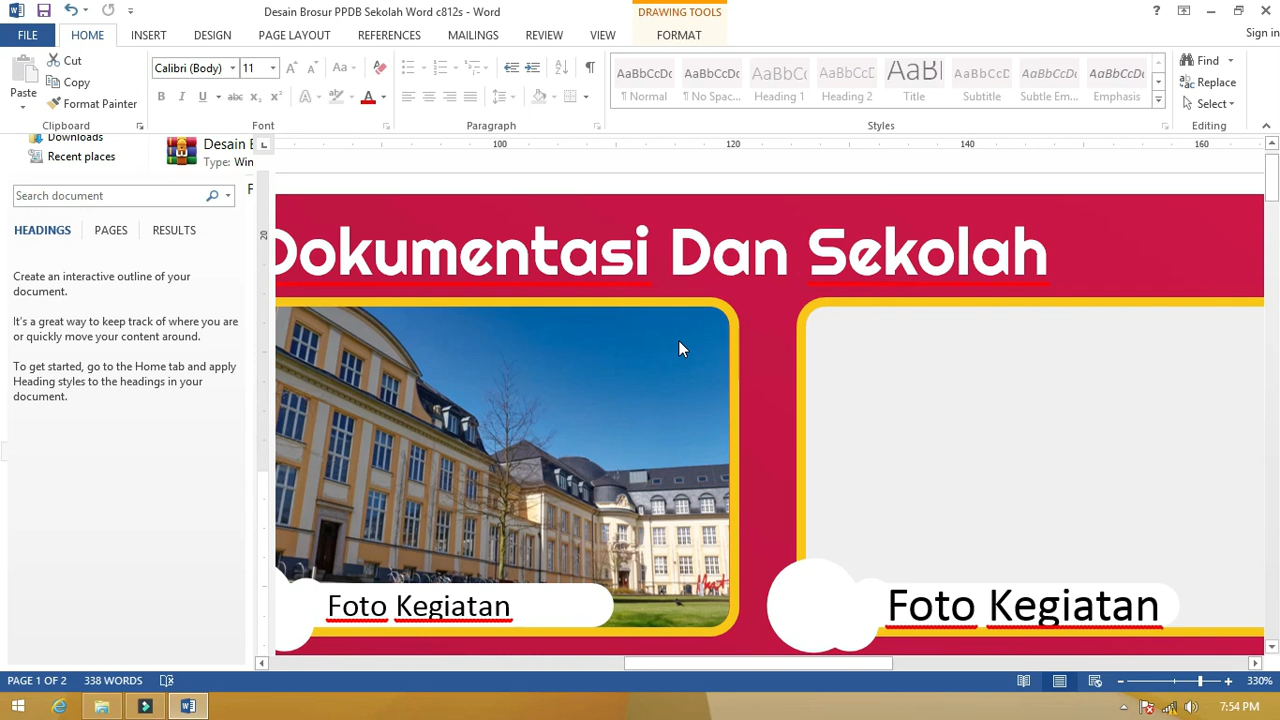 Desain Brosur PPDB Sekolah Word c812s - Word
DRAWING TOOLS
?
FILE
HOME
INSERT
DESIGN
PAGE LAYOUT
REFERENCES
MAILINGS
REVIEW
VIEW
FORMAT
Sign in
Paste
Cut
Copy
Format Painter
Clipboard
Calibri (Body)
11
Font
Paragraph
AaBbCcDc
¶ Normal
AaBbCcDc
¶ No Spac...
AaBbCc
Heading 1
AaBbCcD
Heading 2
AaBl
Title
AaBbCcD
Subtitle
AaBbCcDc
Subtle Em...
AaBbCcDc
Emphasis
Styles
Find
Replace
Select
Editing
Downloads
Recent places
Desain B
Type: Win
Search document
HEADINGS
PAGES
RESULTS
Create an interactive outline of your
document.
It's a great way to keep track of where you are
or quickly move your content around.
To get started, go to the Home tab and apply
Heading styles to the headings in your
document.
100
120
140
160
20
Dokumentasi Dan Sekolah
Foto Kegiatan
Foto Kegiatan
PAGE 1 OF 2
338 WORDS
330%
7:54 PM